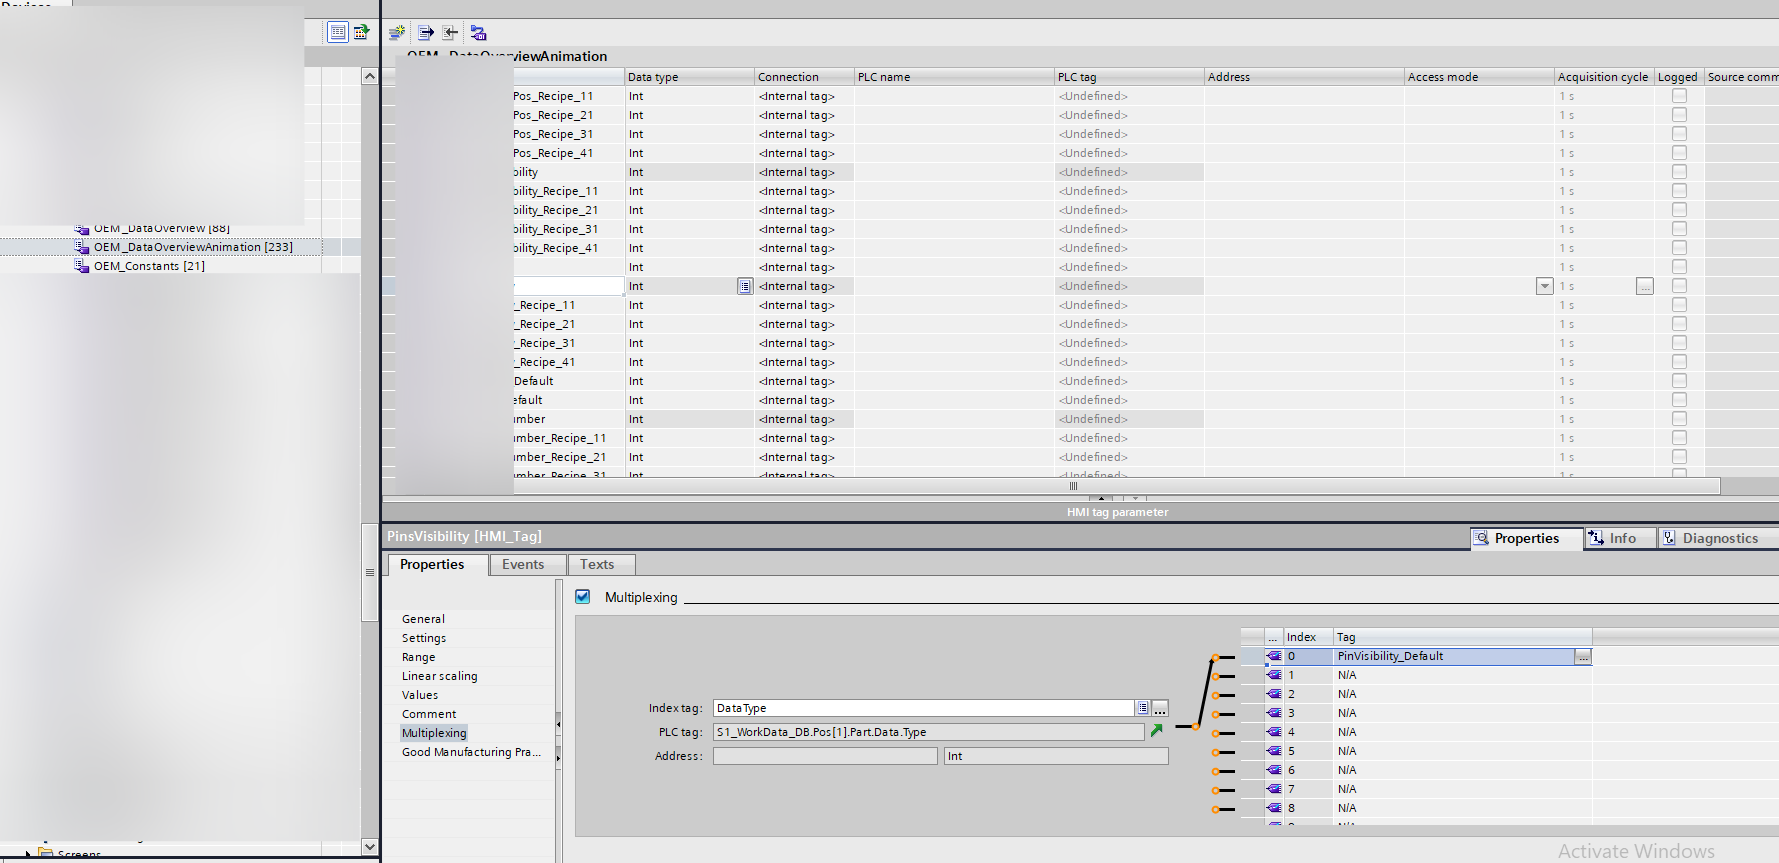 Devices
OEM_DataOverview [88]
OEM_DataOverviewAnimation [233]
OEM_Constants [21]
Screens
OEM_DataOverviewAnimation
Data type Connection PLC name PLC tag Address Access mode Acquisition cycle Logged Source comm
Pos_Recipe_11 Int <Internal tag> <Undefined> 1 s
Pos_Recipe_21 Int <Internal tag> <Undefined> 1 s
Pos_Recipe_31 Int <Internal tag> <Undefined> 1 s
Pos_Recipe_41 Int <Internal tag> <Undefined> 1 s
bility Int <Internal tag> <Undefined> 1 s
bility_Recipe_11 Int <Internal tag> <Undefined> 1 s
bility_Recipe_21 Int <Internal tag> <Undefined> 1 s
bility_Recipe_31 Int <Internal tag> <Undefined> 1 s
bility_Recipe_41 Int <Internal tag> <Undefined> 1 s
Int <Internal tag> <Undefined> 1 s
Int <Internal tag> <Undefined> 1 s ...
_Recipe_11 Int <Internal tag> <Undefined> 1 s
_Recipe_21 Int <Internal tag> <Undefined> 1 s
_Recipe_31 Int <Internal tag> <Undefined> 1 s
_Recipe_41 Int <Internal tag> <Undefined> 1 s
Default Int <Internal tag> <Undefined> 1 s
efault Int <Internal tag> <Undefined> 1 s
umber Int <Internal tag> <Undefined> 1 s
umber_Recipe_11 Int <Internal tag> <Undefined> 1 s
umber_Recipe_21 Int <Internal tag> <Undefined> 1 s
umber_Recipe_31 Int <Internal tag> <Undefined> 1 s
HMI tag parameter
PinsVisibility [HMI_Tag]
Properties Info Diagnostics
Properties Events Texts
General
Settings
Range
Linear scaling
Values
Comment
Multiplexing
Good Manufacturing Pra...
Multiplexing
Index tag: DataType ...
PLC tag: S1_WorkData_DB.Pos[1].Part.Data.Type
Address: Int
... Index Tag
0 PinVisibility_Default ...
1 N/A
2 N/A
3 N/A
4 N/A
5 N/A
6 N/A
7 N/A
8 N/A
9 N/A
Activate Windows